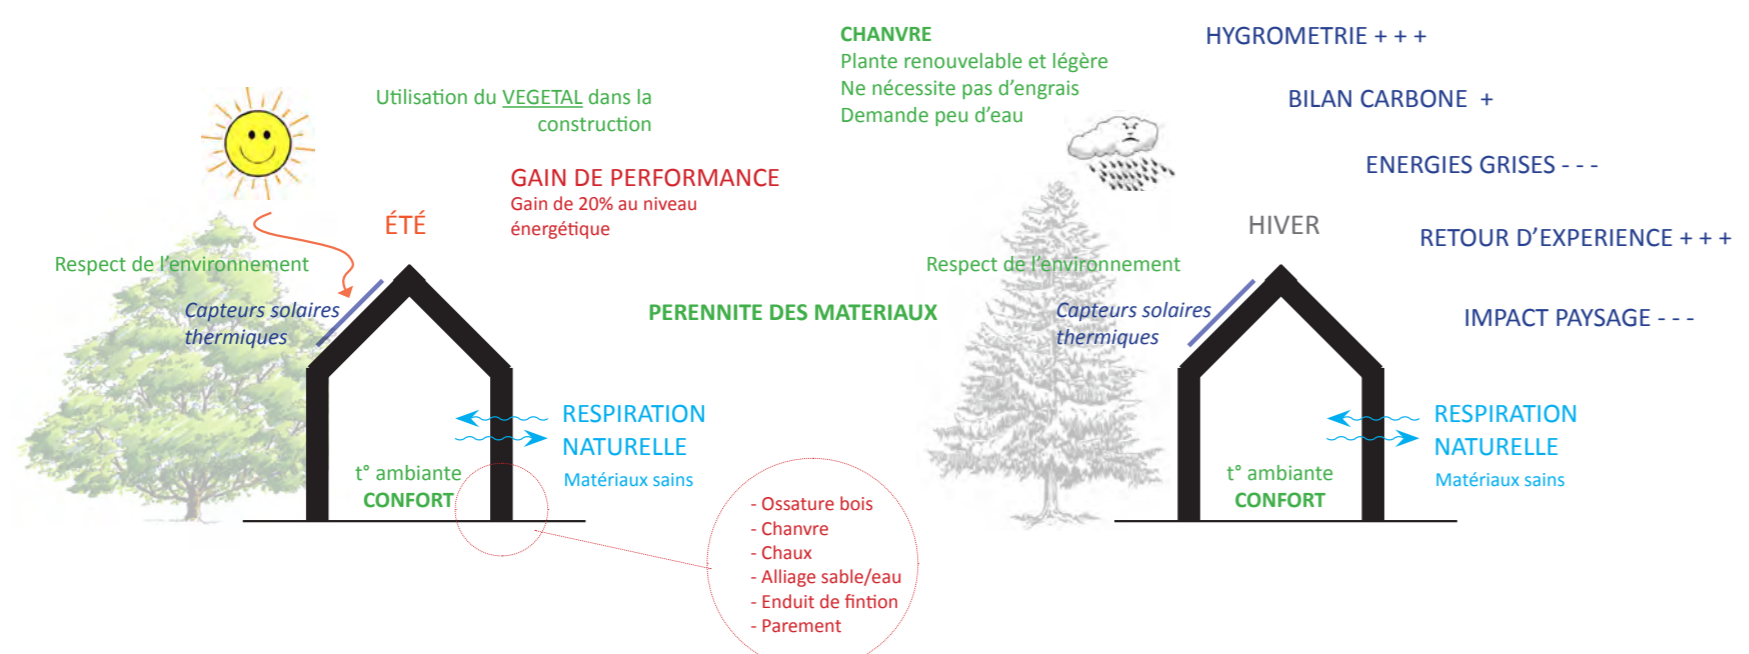 Utilisation du VEGETAL dans la
construction
GAIN DE PERFORMANCE
Gain de 20% au niveau
énergétique
ÉTÉ
Respect de l'environnement
Capteurs solaires
thermiques
PERENNITE DES MATERIAUX
RESPIRATION
NATURELLE
Matériaux sains
t° ambiante
CONFORT
- Ossature bois
- Chanvre
- Chaux
- Alliage sable/eau
- Enduit de fintion
- Parement
CHANVRE
Plante renouvelable et légère
Ne nécessite pas d'engrais
Demande peu d'eau
HIVER
Respect de l'environnement
Capteurs solaires
thermiques
RESPIRATION
NATURELLE
Matériaux sains
t° ambiante
CONFORT
HYGROMETRIE + + +
BILAN CARBONE +
ENERGIES GRISES - - -
RETOUR D'EXPERIENCE + + +
IMPACT PAYSAGE - - -